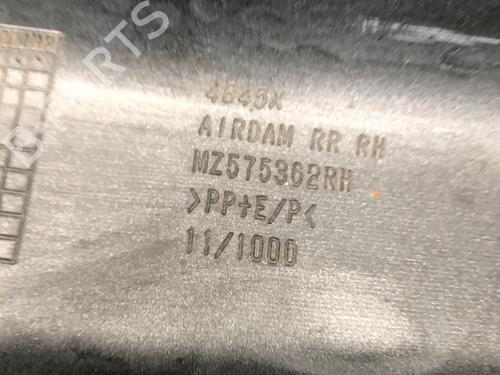 4B45X
AIRDAM RR RH
MZ575362RH
>PP+E/P<
11/1000